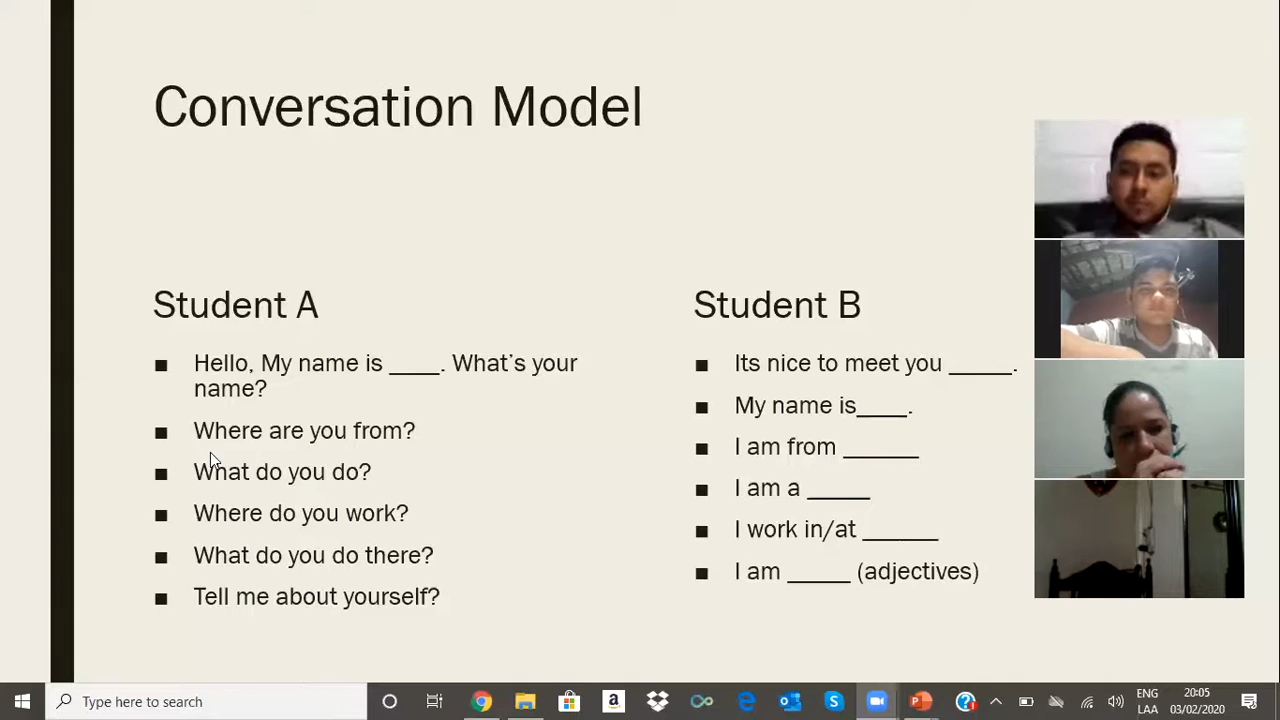 Conversation Model
Student A
Hello, My name is ____. What's your
name?
Where are you from?
What do you do?
Where do you work?
What do you do there?
Tell me about yourself?
Student B
Its nice to meet you _____.
My name is____.
I am from ______
I am a _____
I work in/at ______
I am _____ (adjectives)
Type here to search
ENG
LAA
20:05
03/02/2020